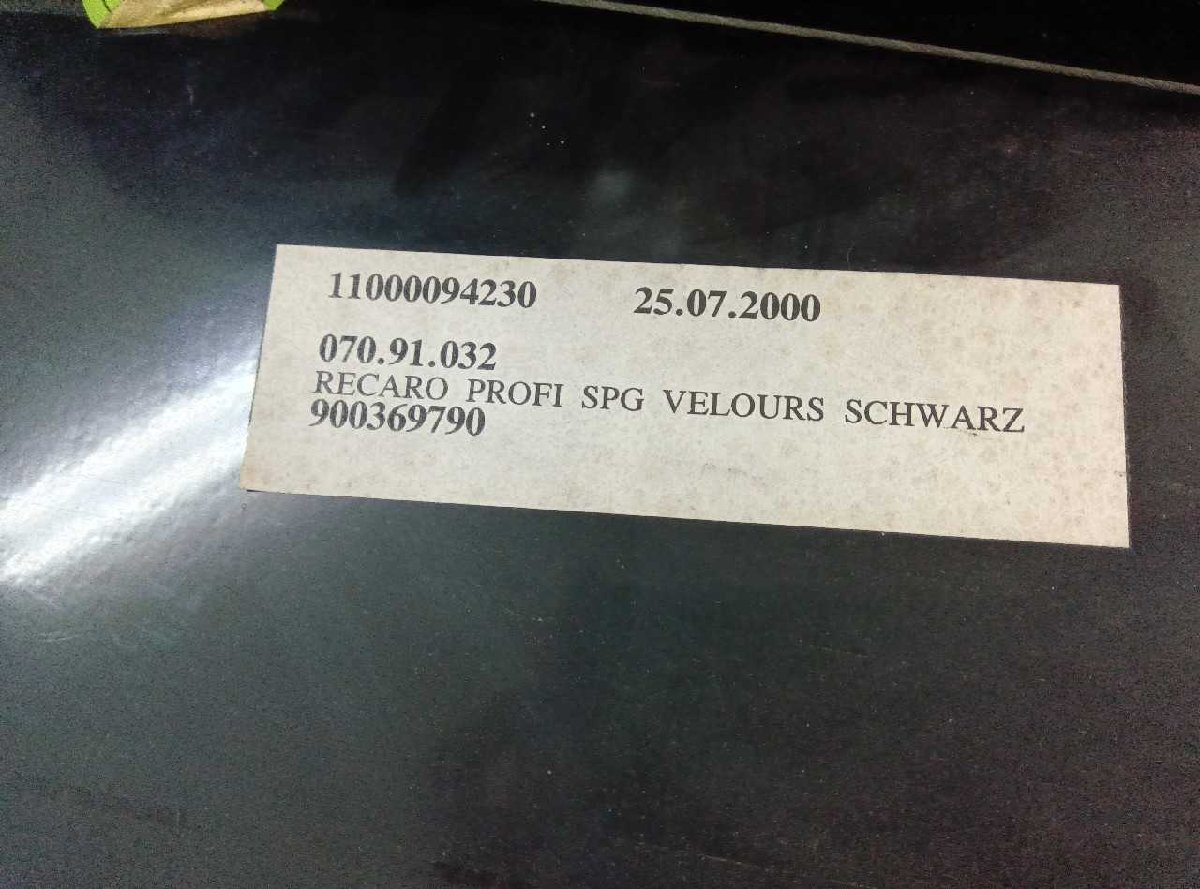 11000094230 25.07.2000
070.91.032
RECARO PROFI SPG VELOURS SCHWARZ
900369790